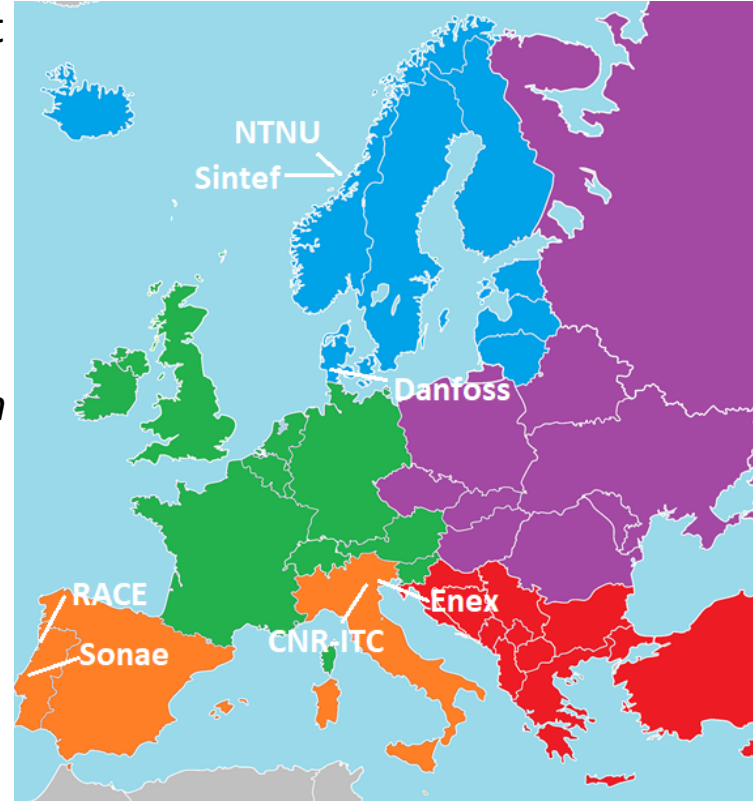 t
NTNU
Sintef
n
Danfoss
RACE
Enex
CNR-ITC
Sonae